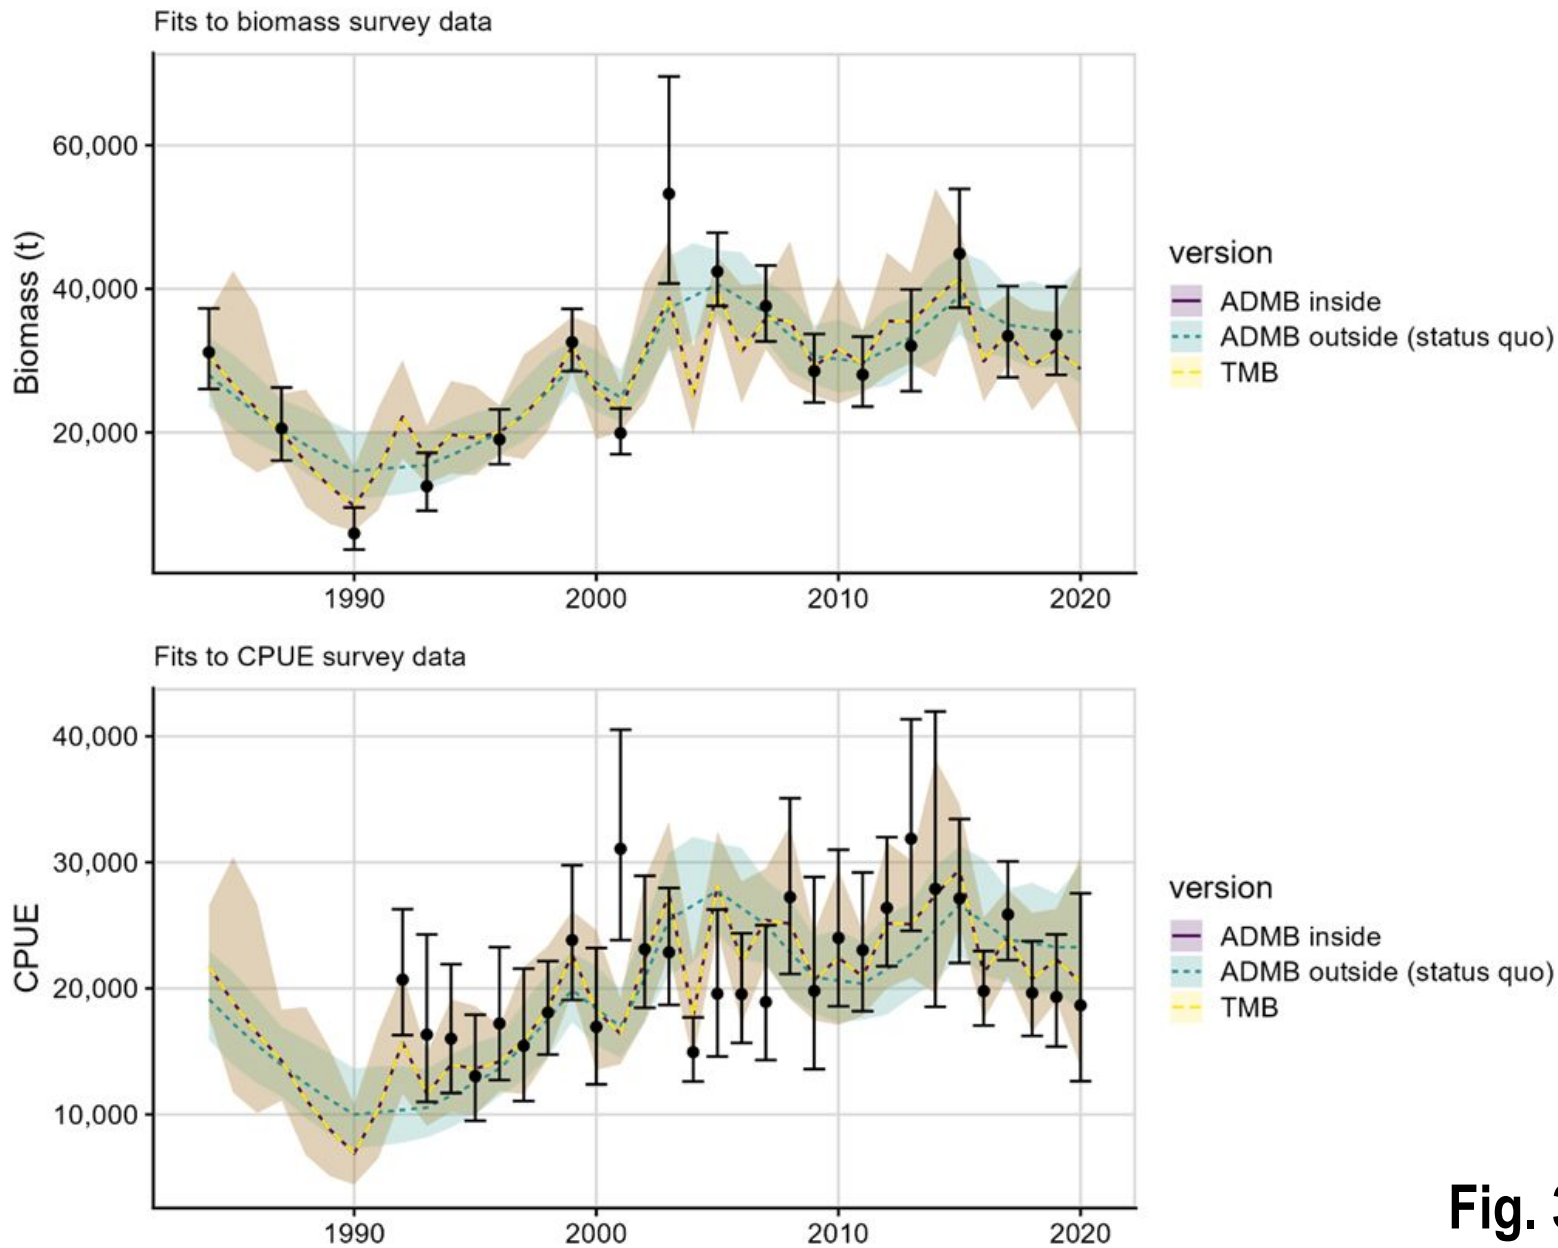 Fits to biomass survey data
Biomass (t)
60,000
40,000
20,000
1990 2000 2010 2020
version
ADMB inside
ADMB outside (status quo)
TMB
Fits to CPUE survey data
CPUE
40,000
30,000
20,000
10,000
1990 2000 2010 2020
version
ADMB inside
ADMB outside (status quo)
TMB
Fig. 3